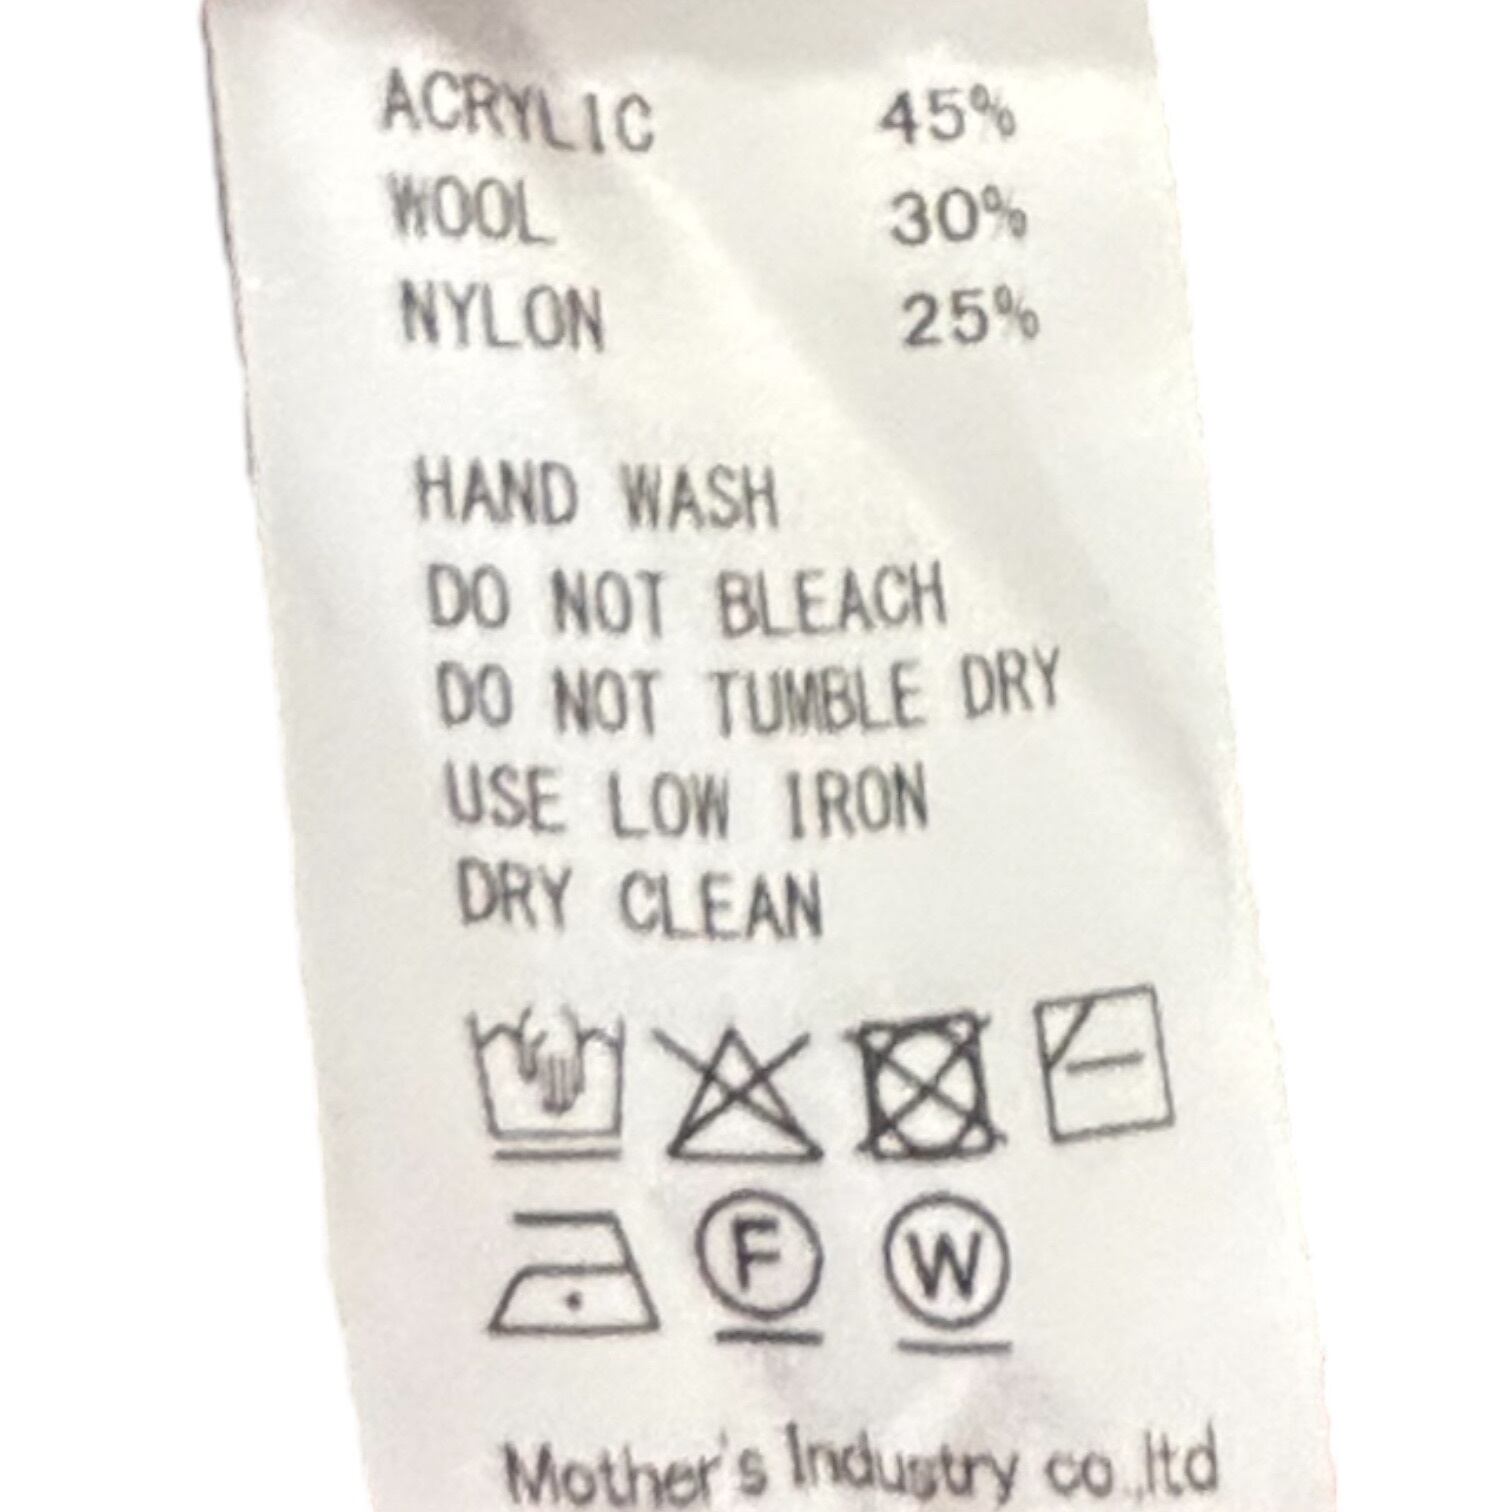 ACRYLIC 45%
WOOL 30%
NYLON 25%
HAND WASH
DO NOT BLEACH
DO NOT TUMBLE DRY
USE LOW IRON
DRY CLEAN
F W
Mother's Industry co.,ltd